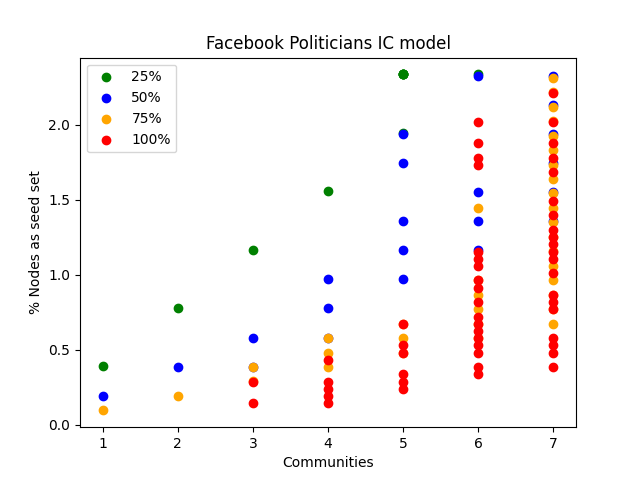 Facebook Politicians IC model
25%
50%
75%
100%
% Nodes as seed set
2.0
1.5
1.0
0.5
0.0
1 2 3 4 5 6 7
Communities